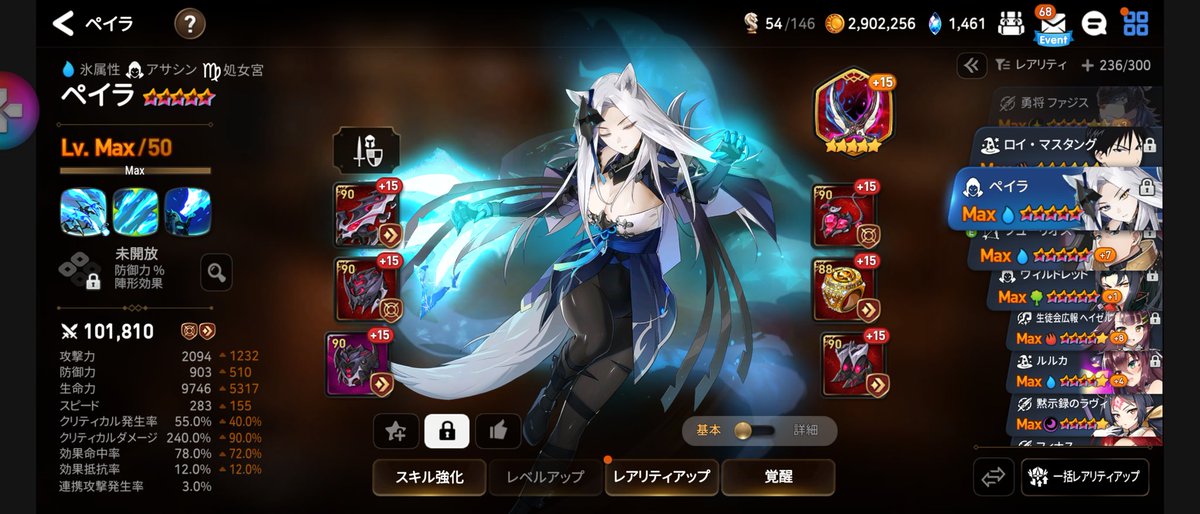 ペイラ
?
54/146
2,902,256
1,461
68
Event
氷属性 アサシン 処女宮
ペイラ
Lv. Max/50
Max
未開放
防御力 %
陣形効果
101,810
攻撃力 2094 1232
防御力 903 510
生命力 9746 5317
スピード 283 155
クリティカル発生率 55.0% 40.0%
クリティカルダメージ 240.0% 90.0%
効果命中率 78.0% 72.0%
効果抵抗率 12.0% 12.0%
連携攻撃発生率 3.0%
90 +15
90 +15
90 +15
+15
90 +15
88 +15
90 +15
基本 詳細
スキル強化
レベルアップ
レアリティアップ
覚醒
レアリティ
236/300
勇将 ファジス
ロイ・マスタング
ペイラ
Max
Max +7
ワイルドレッド
Max +1
生徒会広報 ヘイゼル
Max +8
ルルカ
Max +4
黙示録のラヴィ
Max
一括レアリティアップ